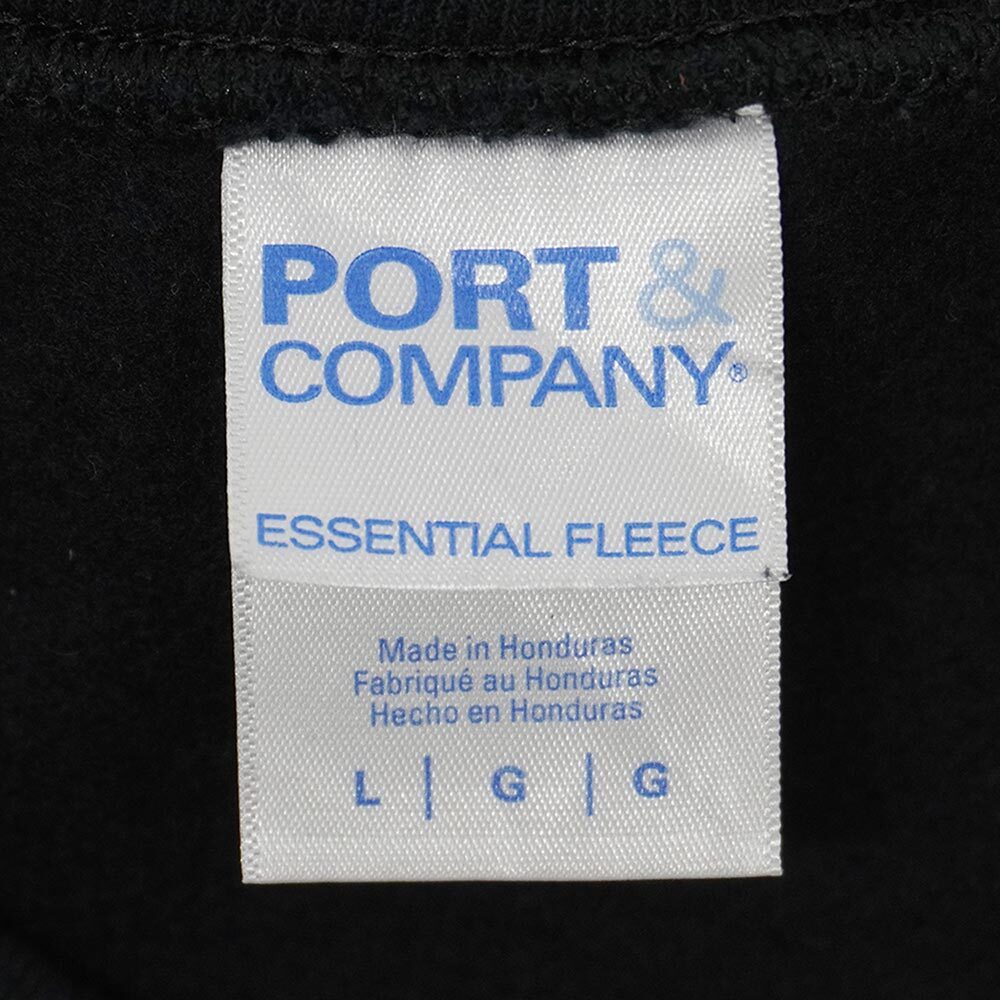 PORT &
COMPANY®
ESSENTIAL FLEECE
Made in Honduras
Fabriqué au Honduras
Hecho en Honduras
L | G | G